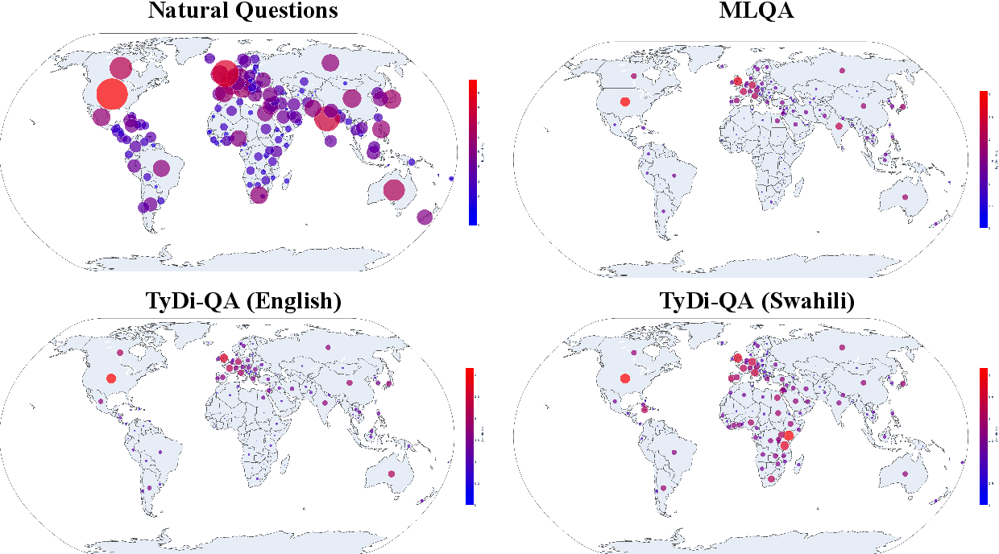 Natural Questions
MLQA
TyDi-QA (English)
TyDi-QA (Swahili)